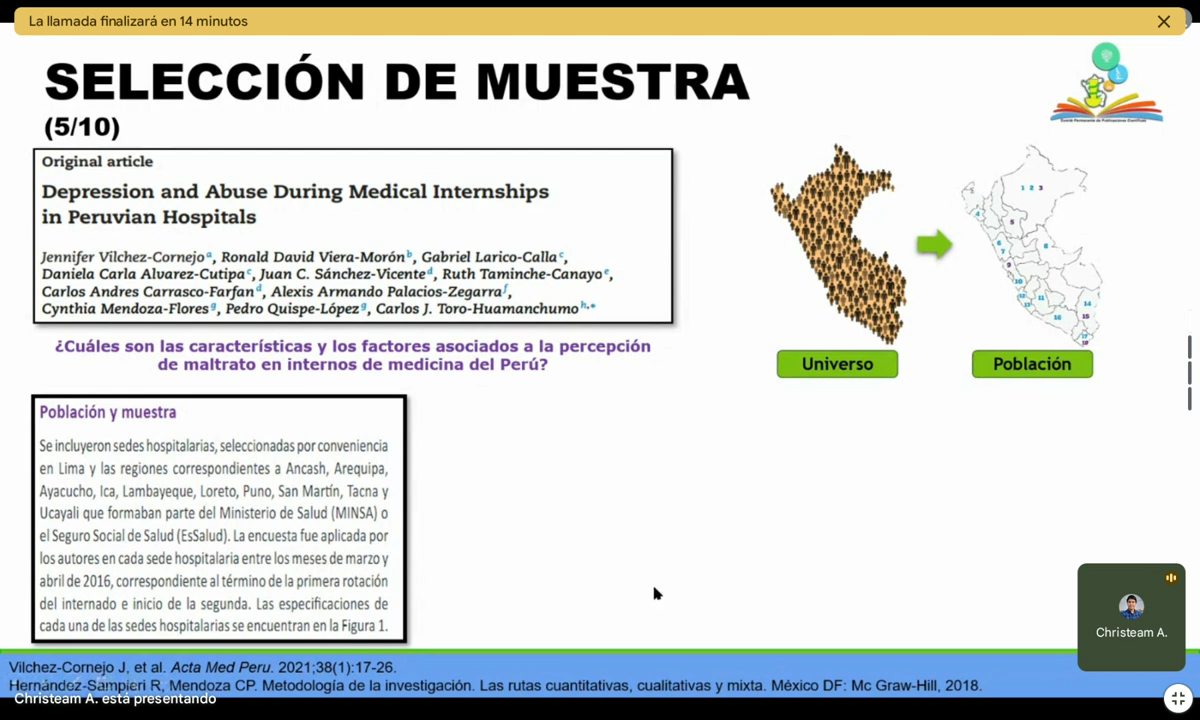 La llamada finalizará en 14 minutos
SELECCIÓN DE MUESTRA
(5/10)
Original article
Depression and Abuse During Medical Internships
in Peruvian Hospitals
Jennifer Vilchez-Cornejo a, Ronald David Viera-Morón b, Gabriel Larico-Calla c,
Daniela Carla Alvarez-Cutipa c, Juan C. Sánchez-Vicente d, Ruth Taminche-Canayo e,
Carlos Andres Carrasco-Farfan d, Alexis Armando Palacios-Zegarra f,
Cynthia Mendoza-Flores g, Pedro Quispe-López g, Carlos J. Toro-Huamanchumo h,*
¿Cuáles son las características y los factores asociados a la percepción
de maltrato en internos de medicina del Perú?
Universo
Población
Población y muestra
Se incluyeron sedes hospitalarias, seleccionadas por conveniencia
en Lima y las regiones correspondientes a Ancash, Arequipa,
Ayacucho, Ica, Lambayeque, Loreto, Puno, San Martín, Tacna y
Ucayali que formaban parte del Ministerio de Salud (MINSA) o
el Seguro Social de Salud (EsSalud). La encuesta fue aplicada por
los autores en cada sede hospitalaria entre los meses de marzo y
abril de 2016, correspondiente al término de la primera rotación
del internado e inicio de la segunda. Las especificaciones de
cada una de las sedes hospitalarias se encuentran en la Figura 1.
Christeam A.
Vilchez-Cornejo J, et al. Acta Med Peru. 2021;38(1):17-26.
Hernández-Sampieri R, Mendoza CP. Metodología de la investigación. Las rutas cuantitativas, cualitativas y mixta. México DF: Mc Graw-Hill, 2018.
Christeam A. está presentando